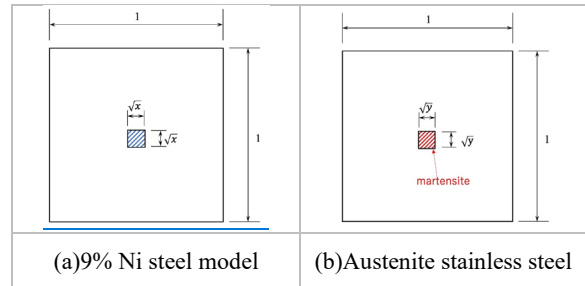 1
√x
√x
1
(a)9% Ni steel model
1
√y
√y
1
martensite
(b)Austenite stainless steel